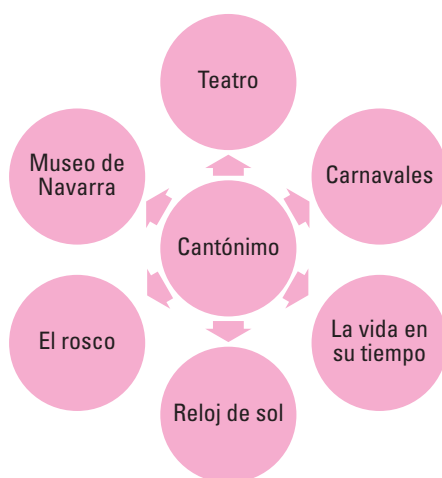 Teatro
Museo de
Navarra
Carnavales
Cantónimo
El rosco
La vida en
su tiempo
Reloj de sol